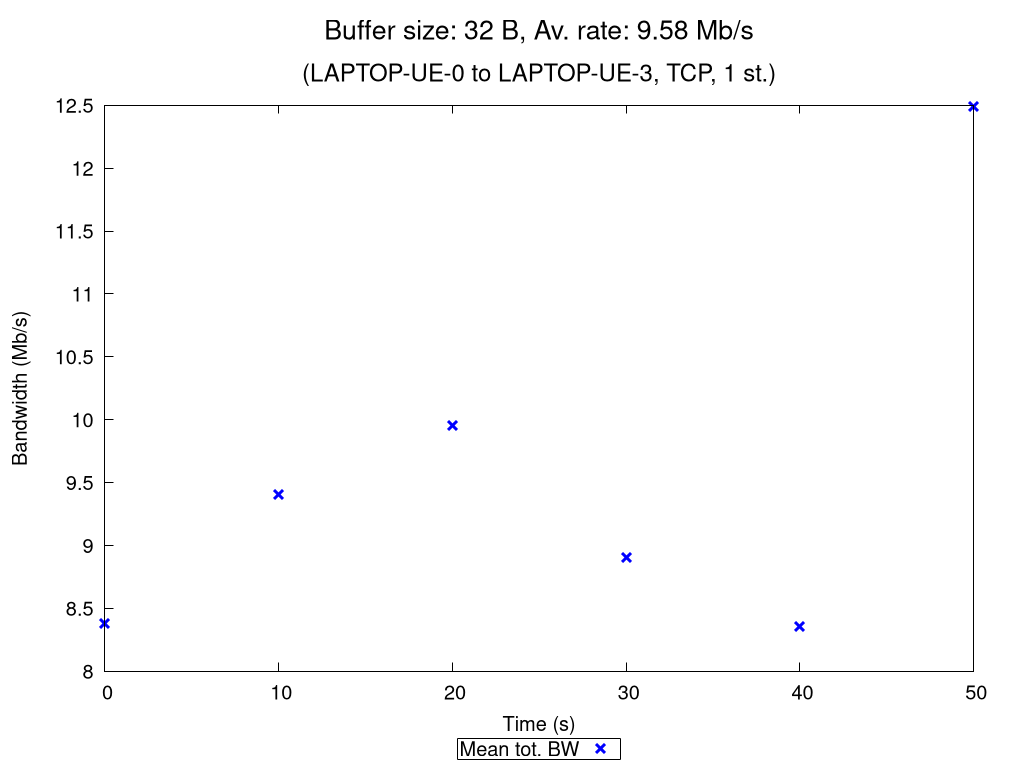 Buffer size: 32 B, Av. rate: 9.58 Mb/s
(LAPTOP-UE-0 to LAPTOP-UE-3, TCP, 1 st.)
12.5
12
11.5
11
10.5
10
9.5
9
8.5
8
Bandwidth (Mb/s)
0 10 20 30 40 50
Time (s)
Mean tot. BW